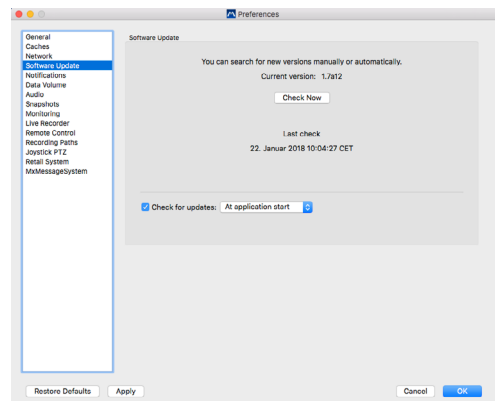 Preferences
General
Caches
Network
Software Update
Notifications
Data Volume
Audio
Snapshots
Monitoring
Live Recorder
Remote Control
Recording Paths
Joystick PTZ
Retail System
MxMessageSystem
Software Update
You can search for new versions manually or automatically.
Current version: 1.7a12
Check Now
Last check
22. Januar 2018 10:04:27 CET
Check for updates: At application start
Restore Defaults Apply Cancel OK